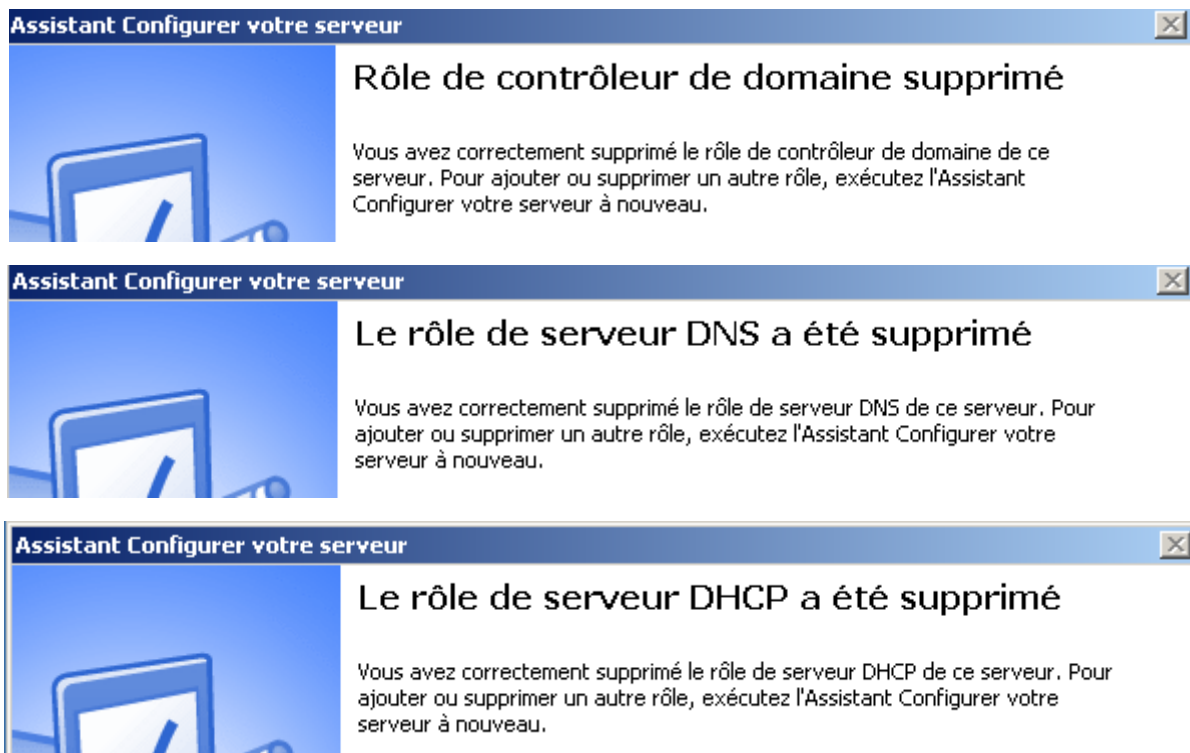 Assistant Configurer votre serveur
Rôle de contrôleur de domaine supprimé
Vous avez correctement supprimé le rôle de contrôleur de domaine de ce
serveur. Pour ajouter ou supprimer un autre rôle, exécutez l'Assistant
Configurer votre serveur à nouveau.
Assistant Configurer votre serveur
Le rôle de serveur DNS a été supprimé
Vous avez correctement supprimé le rôle de serveur DNS de ce serveur. Pour
ajouter ou supprimer un autre rôle, exécutez l'Assistant Configurer votre
serveur à nouveau.
Assistant Configurer votre serveur
Le rôle de serveur DHCP a été supprimé
Vous avez correctement supprimé le rôle de serveur DHCP de ce serveur. Pour
ajouter ou supprimer un autre rôle, exécutez l'Assistant Configurer votre
serveur à nouveau.